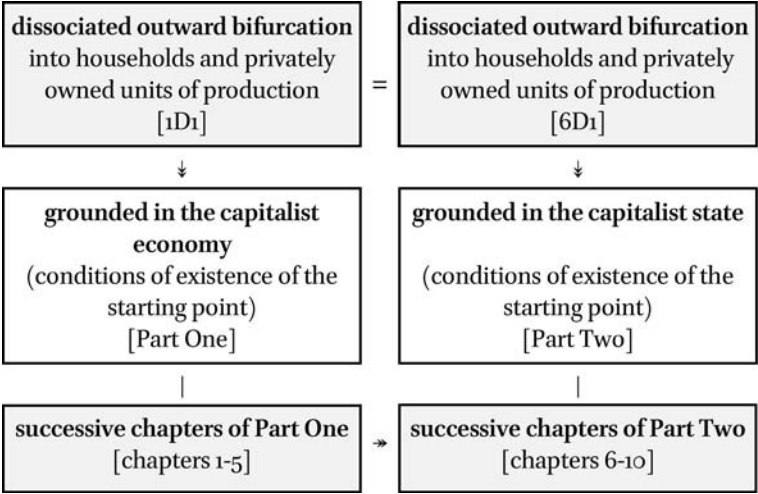 dissociated outward bifurcation
into households and privately
owned units of production
[1D1]
=
dissociated outward bifurcation
into households and privately
owned units of production
[6D1]
↡
↡
grounded in the capitalist
economy
(conditions of existence of the
starting point)
[Part One]
grounded in the capitalist state
(conditions of existence of the
starting point)
[Part Two]
|
|
successive chapters of Part One
[chapters 1-5]
↠
successive chapters of Part Two
[chapters 6-10]